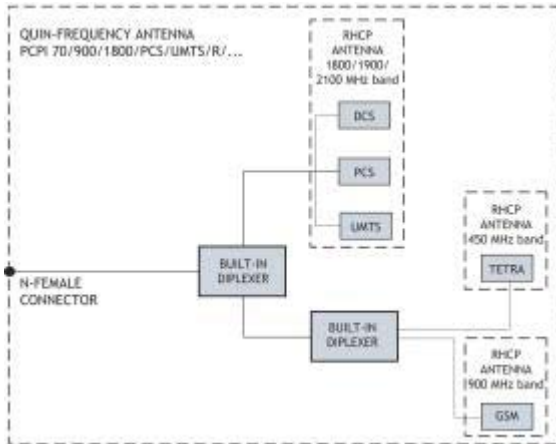 QUIN-FREQUENCY ANTENNA
PCPI 70/900/1800/PCS/UMTS/R/...
RHCP
ANTENNA
1800/1900/
2100 MHz band
DCS
PCS
UMTS
RHCP
ANTENNA
450 MHz band
TETRA
BUILT-IN
DIPLEXER
N-FEMALE
CONNECTOR
BUILT-IN
DIPLEXER
RHCP
ANTENNA
900 MHz band
GSM